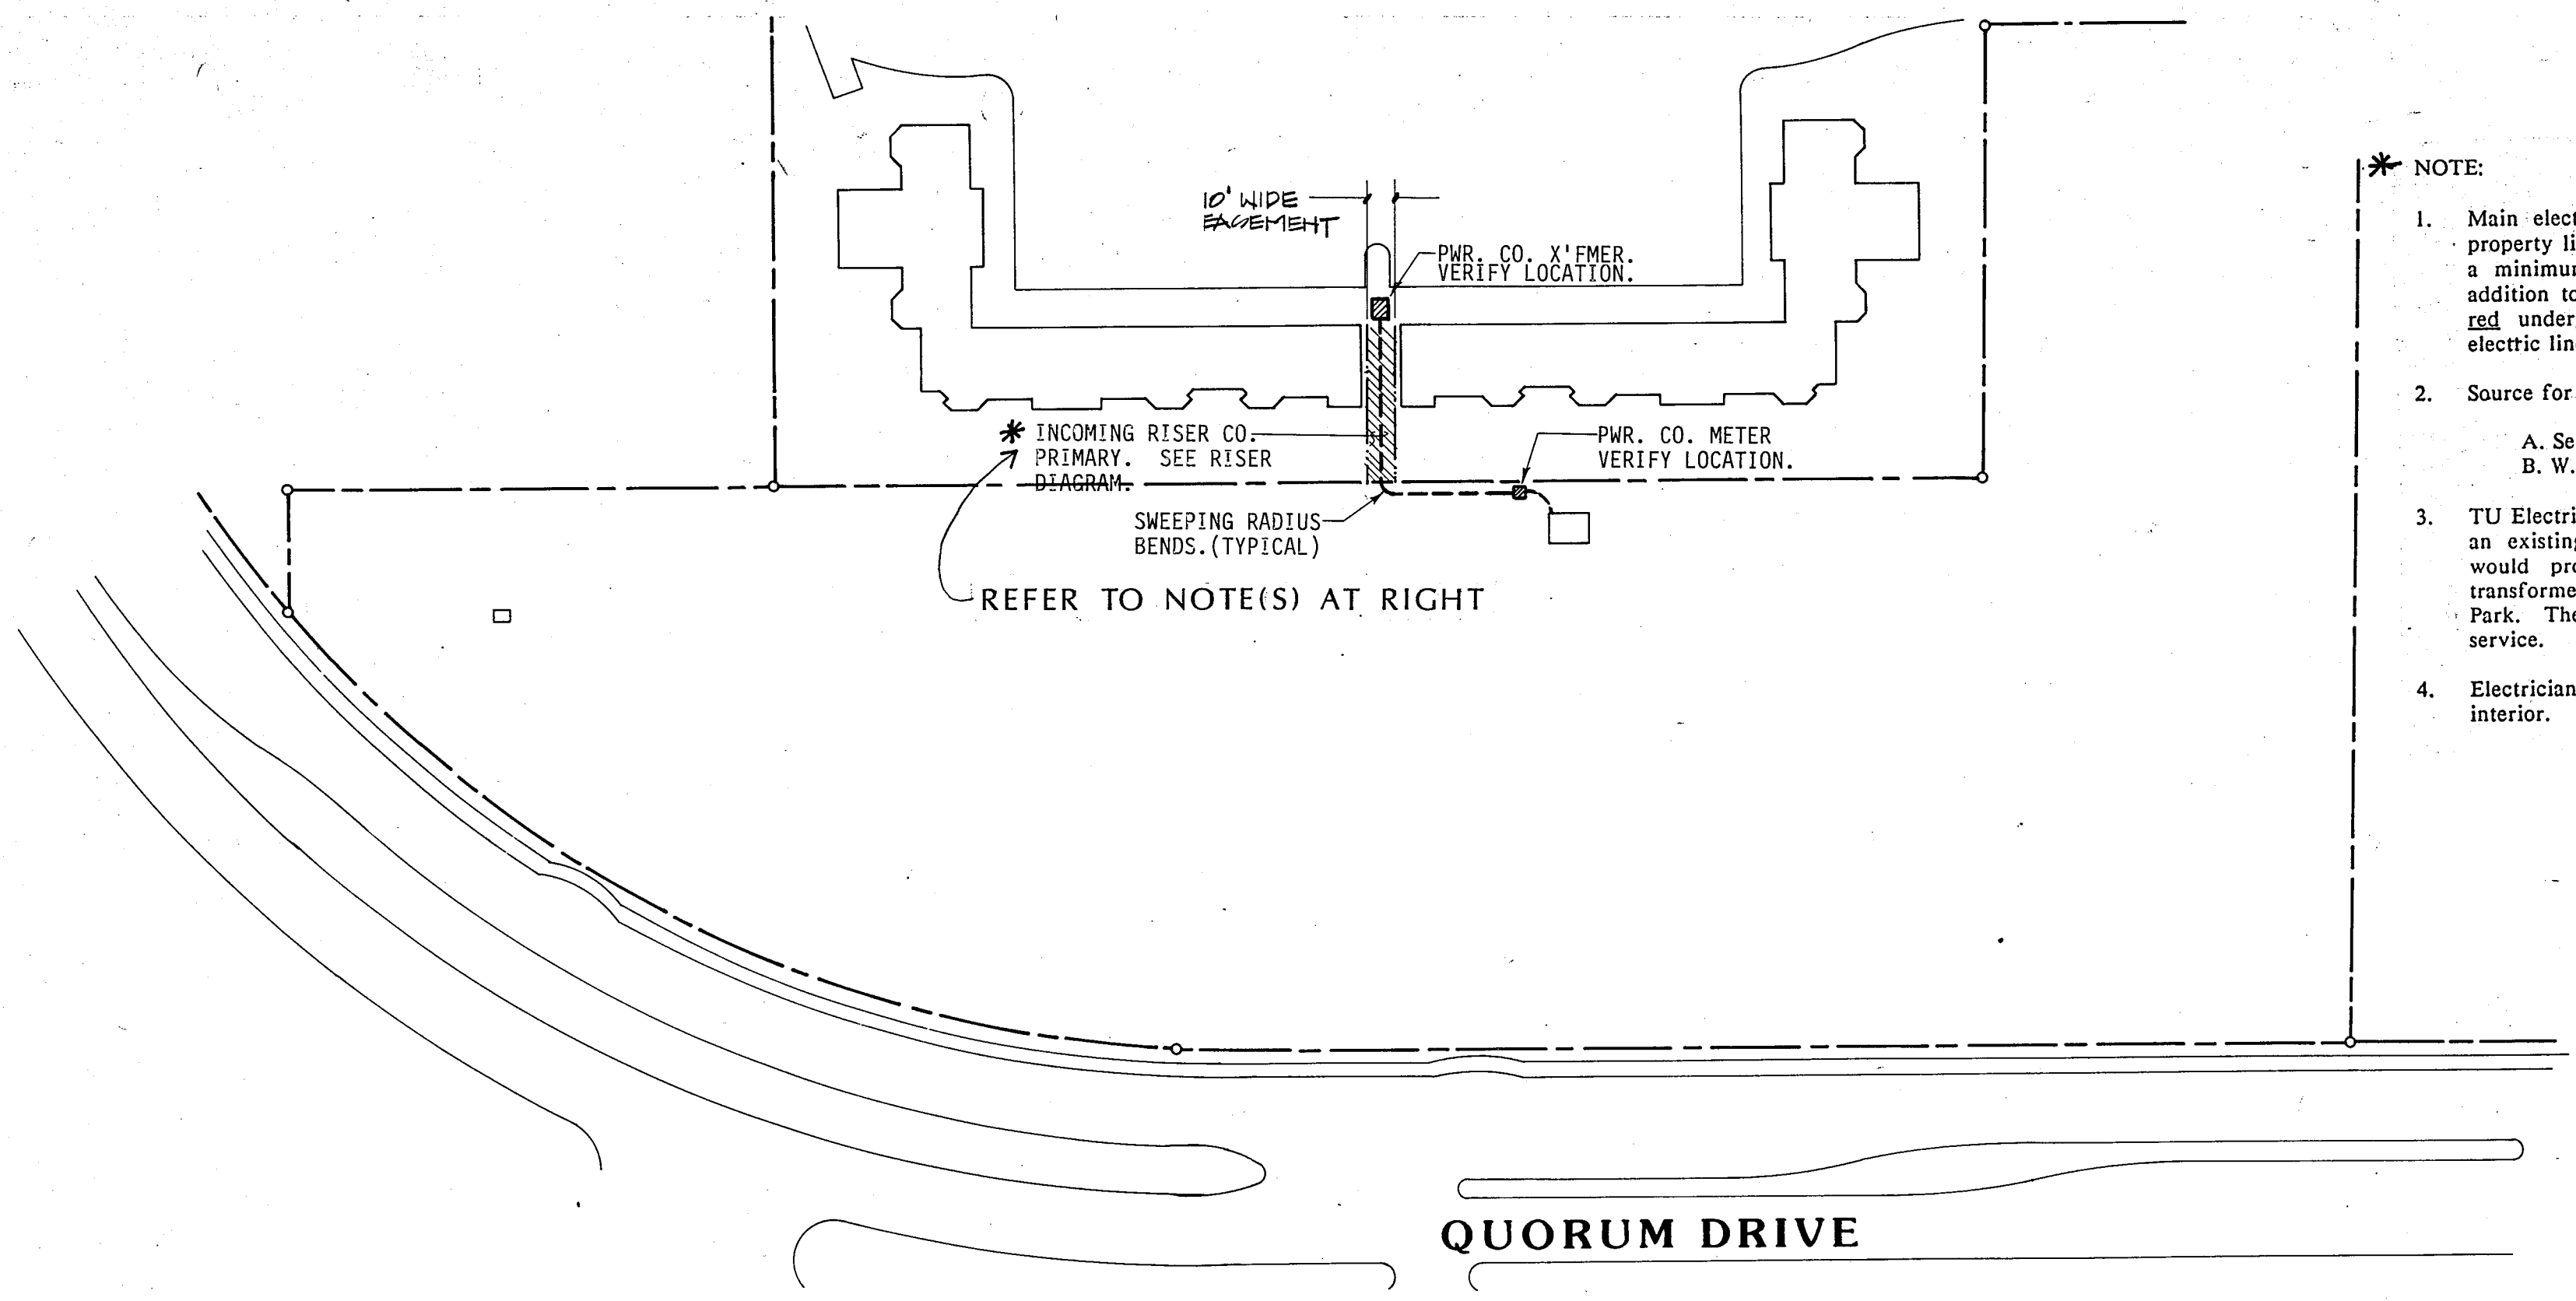 10' WIDE
EASEMENT
PWR. CO. X'FMER.
VERIFY LOCATION.
* INCOMING RISER CO.
PRIMARY. SEE RISER
DIAGRAM.
PWR. CO. METER
VERIFY LOCATION.
SWEEPING RADIUS
BENDS.(TYPICAL)
REFER TO NOTE(S) AT RIGHT
QUORUM DRIVE
* NOTE:
1. Main elect
property li
a minimum
addition to
red under
electric lin
2. Source for
A. Se
B. W.
3. TU Electri
an existing
would pro
transforme
Park. The
service.
4. Electrician
interior.